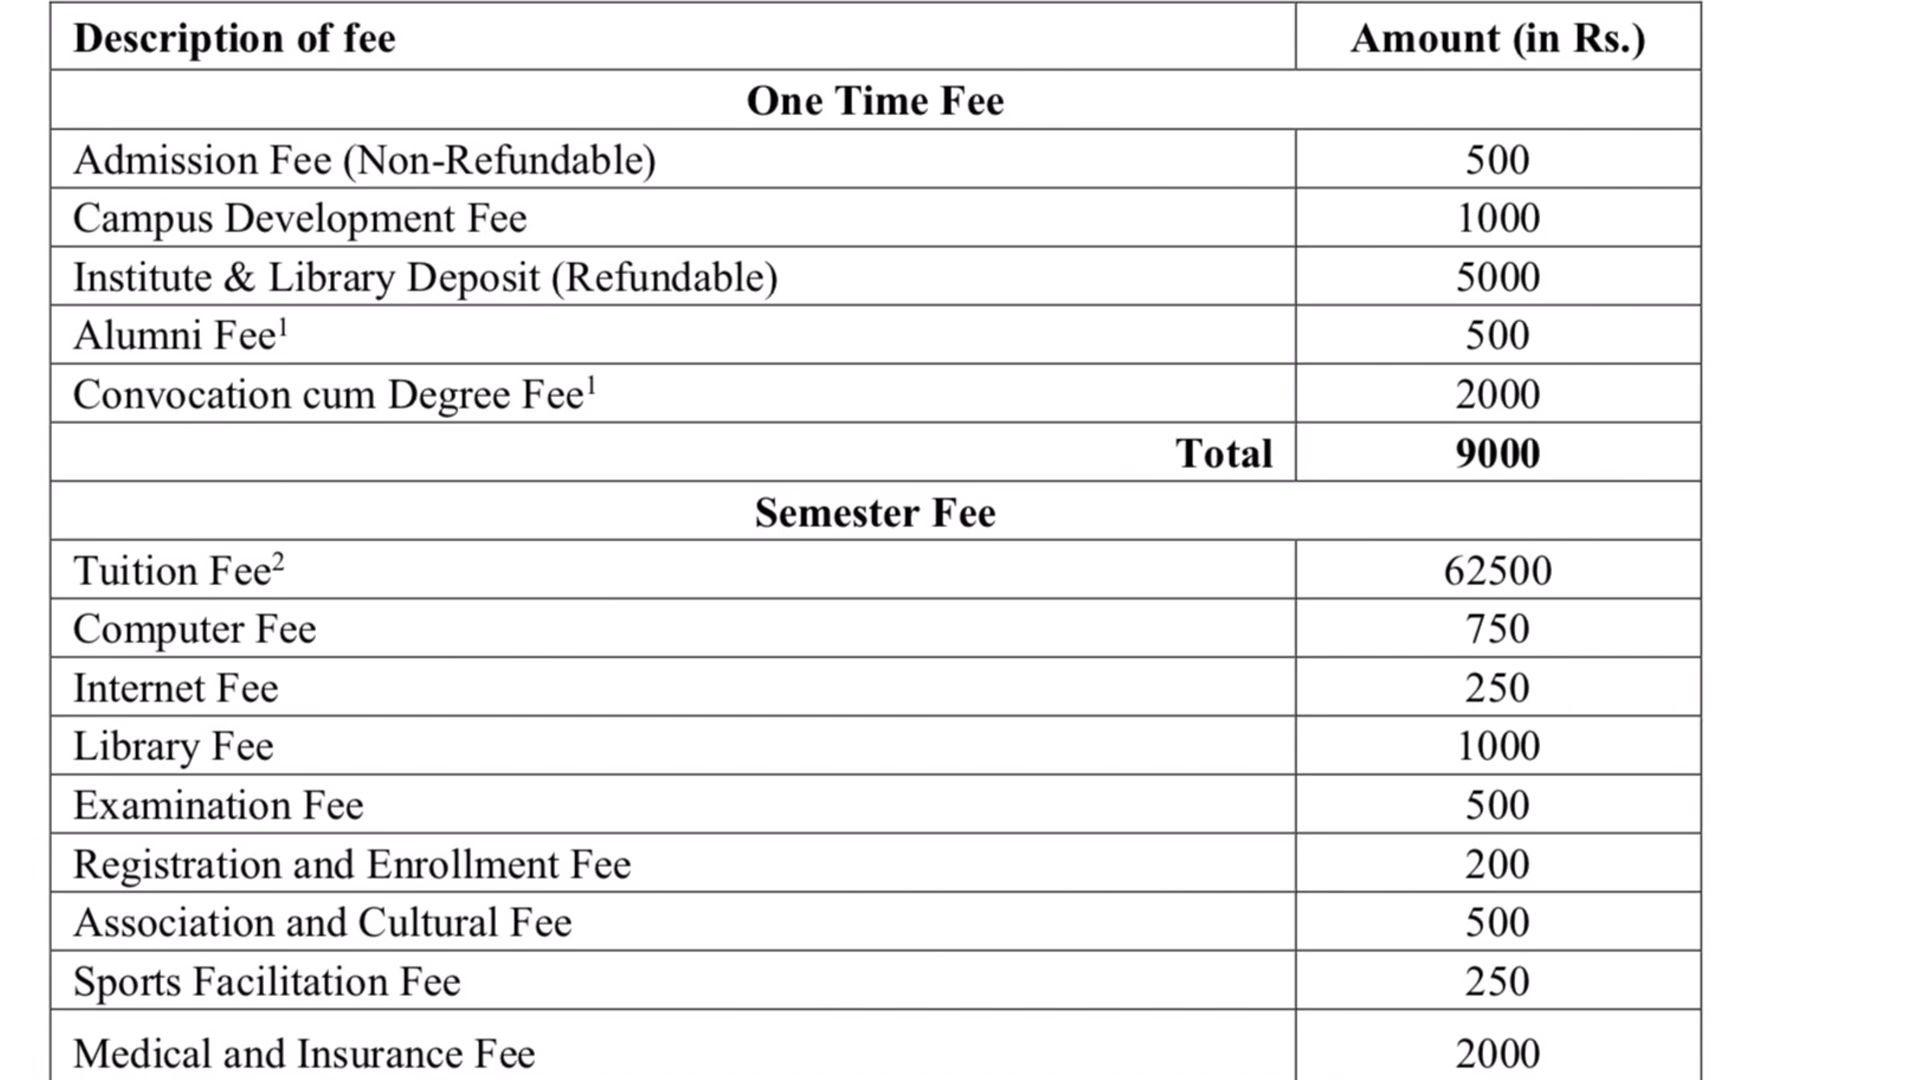 Description of fee Amount (in Rs.)
One Time Fee
Admission Fee (Non-Refundable) 500
Campus Development Fee 1000
Institute & Library Deposit (Refundable) 5000
Alumni Fee¹ 500
Convocation cum Degree Fee¹ 2000
Total 9000
Semester Fee
Tuition Fee² 62500
Computer Fee 750
Internet Fee 250
Library Fee 1000
Examination Fee 500
Registration and Enrollment Fee 200
Association and Cultural Fee 500
Sports Facilitation Fee 250
Medical and Insurance Fee 2000